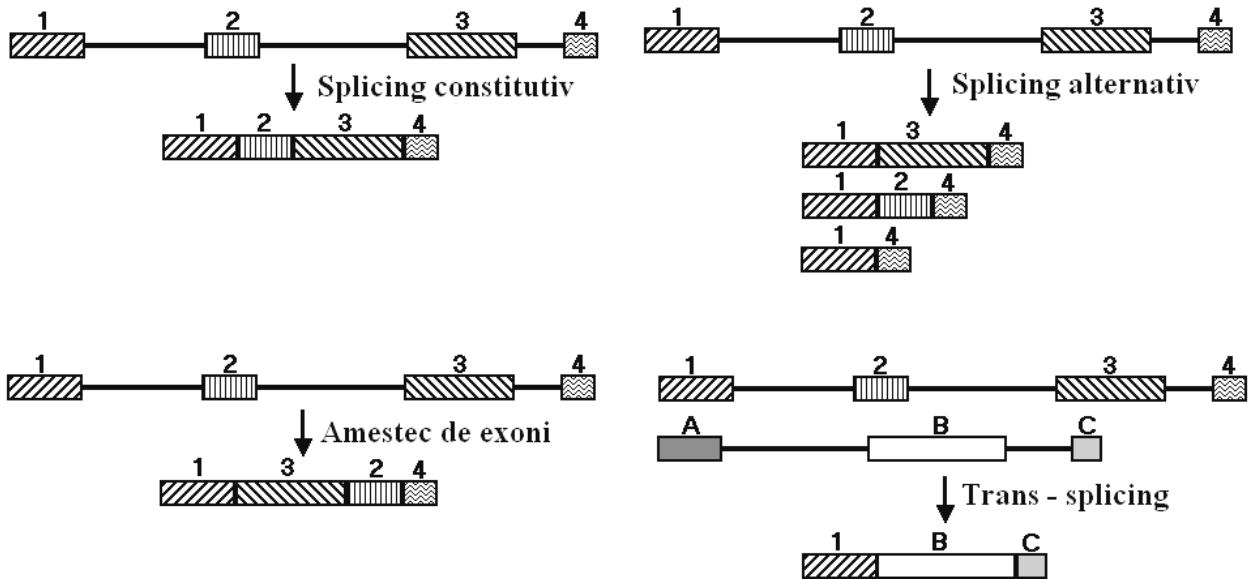 1 2 3 4
Splicing constitutiv
1 2 3 4
1 2 3 4
Splicing alternativ
1 3 4
1 2 4
1 4
1 2 3 4
Amestec de exoni
1 3 2 4
1 2 3 4
A B C
Trans - splicing
1 B C